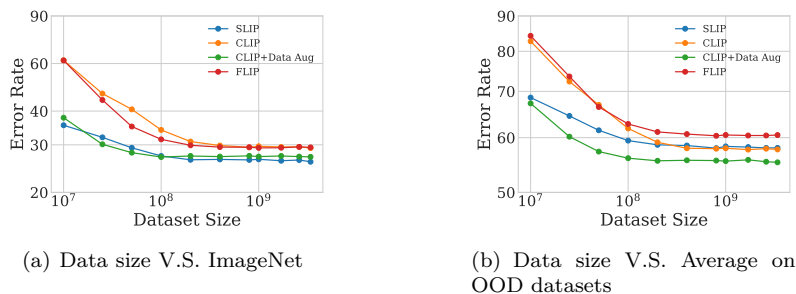 90
60
40
30
20
Error Rate
SLIP
CLIP
CLIP+Data Aug
FLIP
10^7
10^8
10^9
Dataset Size
(a) Data size V.S. ImageNet
90
80
70
60
50
Error Rate
SLIP
CLIP
CLIP+Data Aug
FLIP
10^7
10^8
10^9
Dataset Size
(b) Data size V.S. Average on
OOD datasets